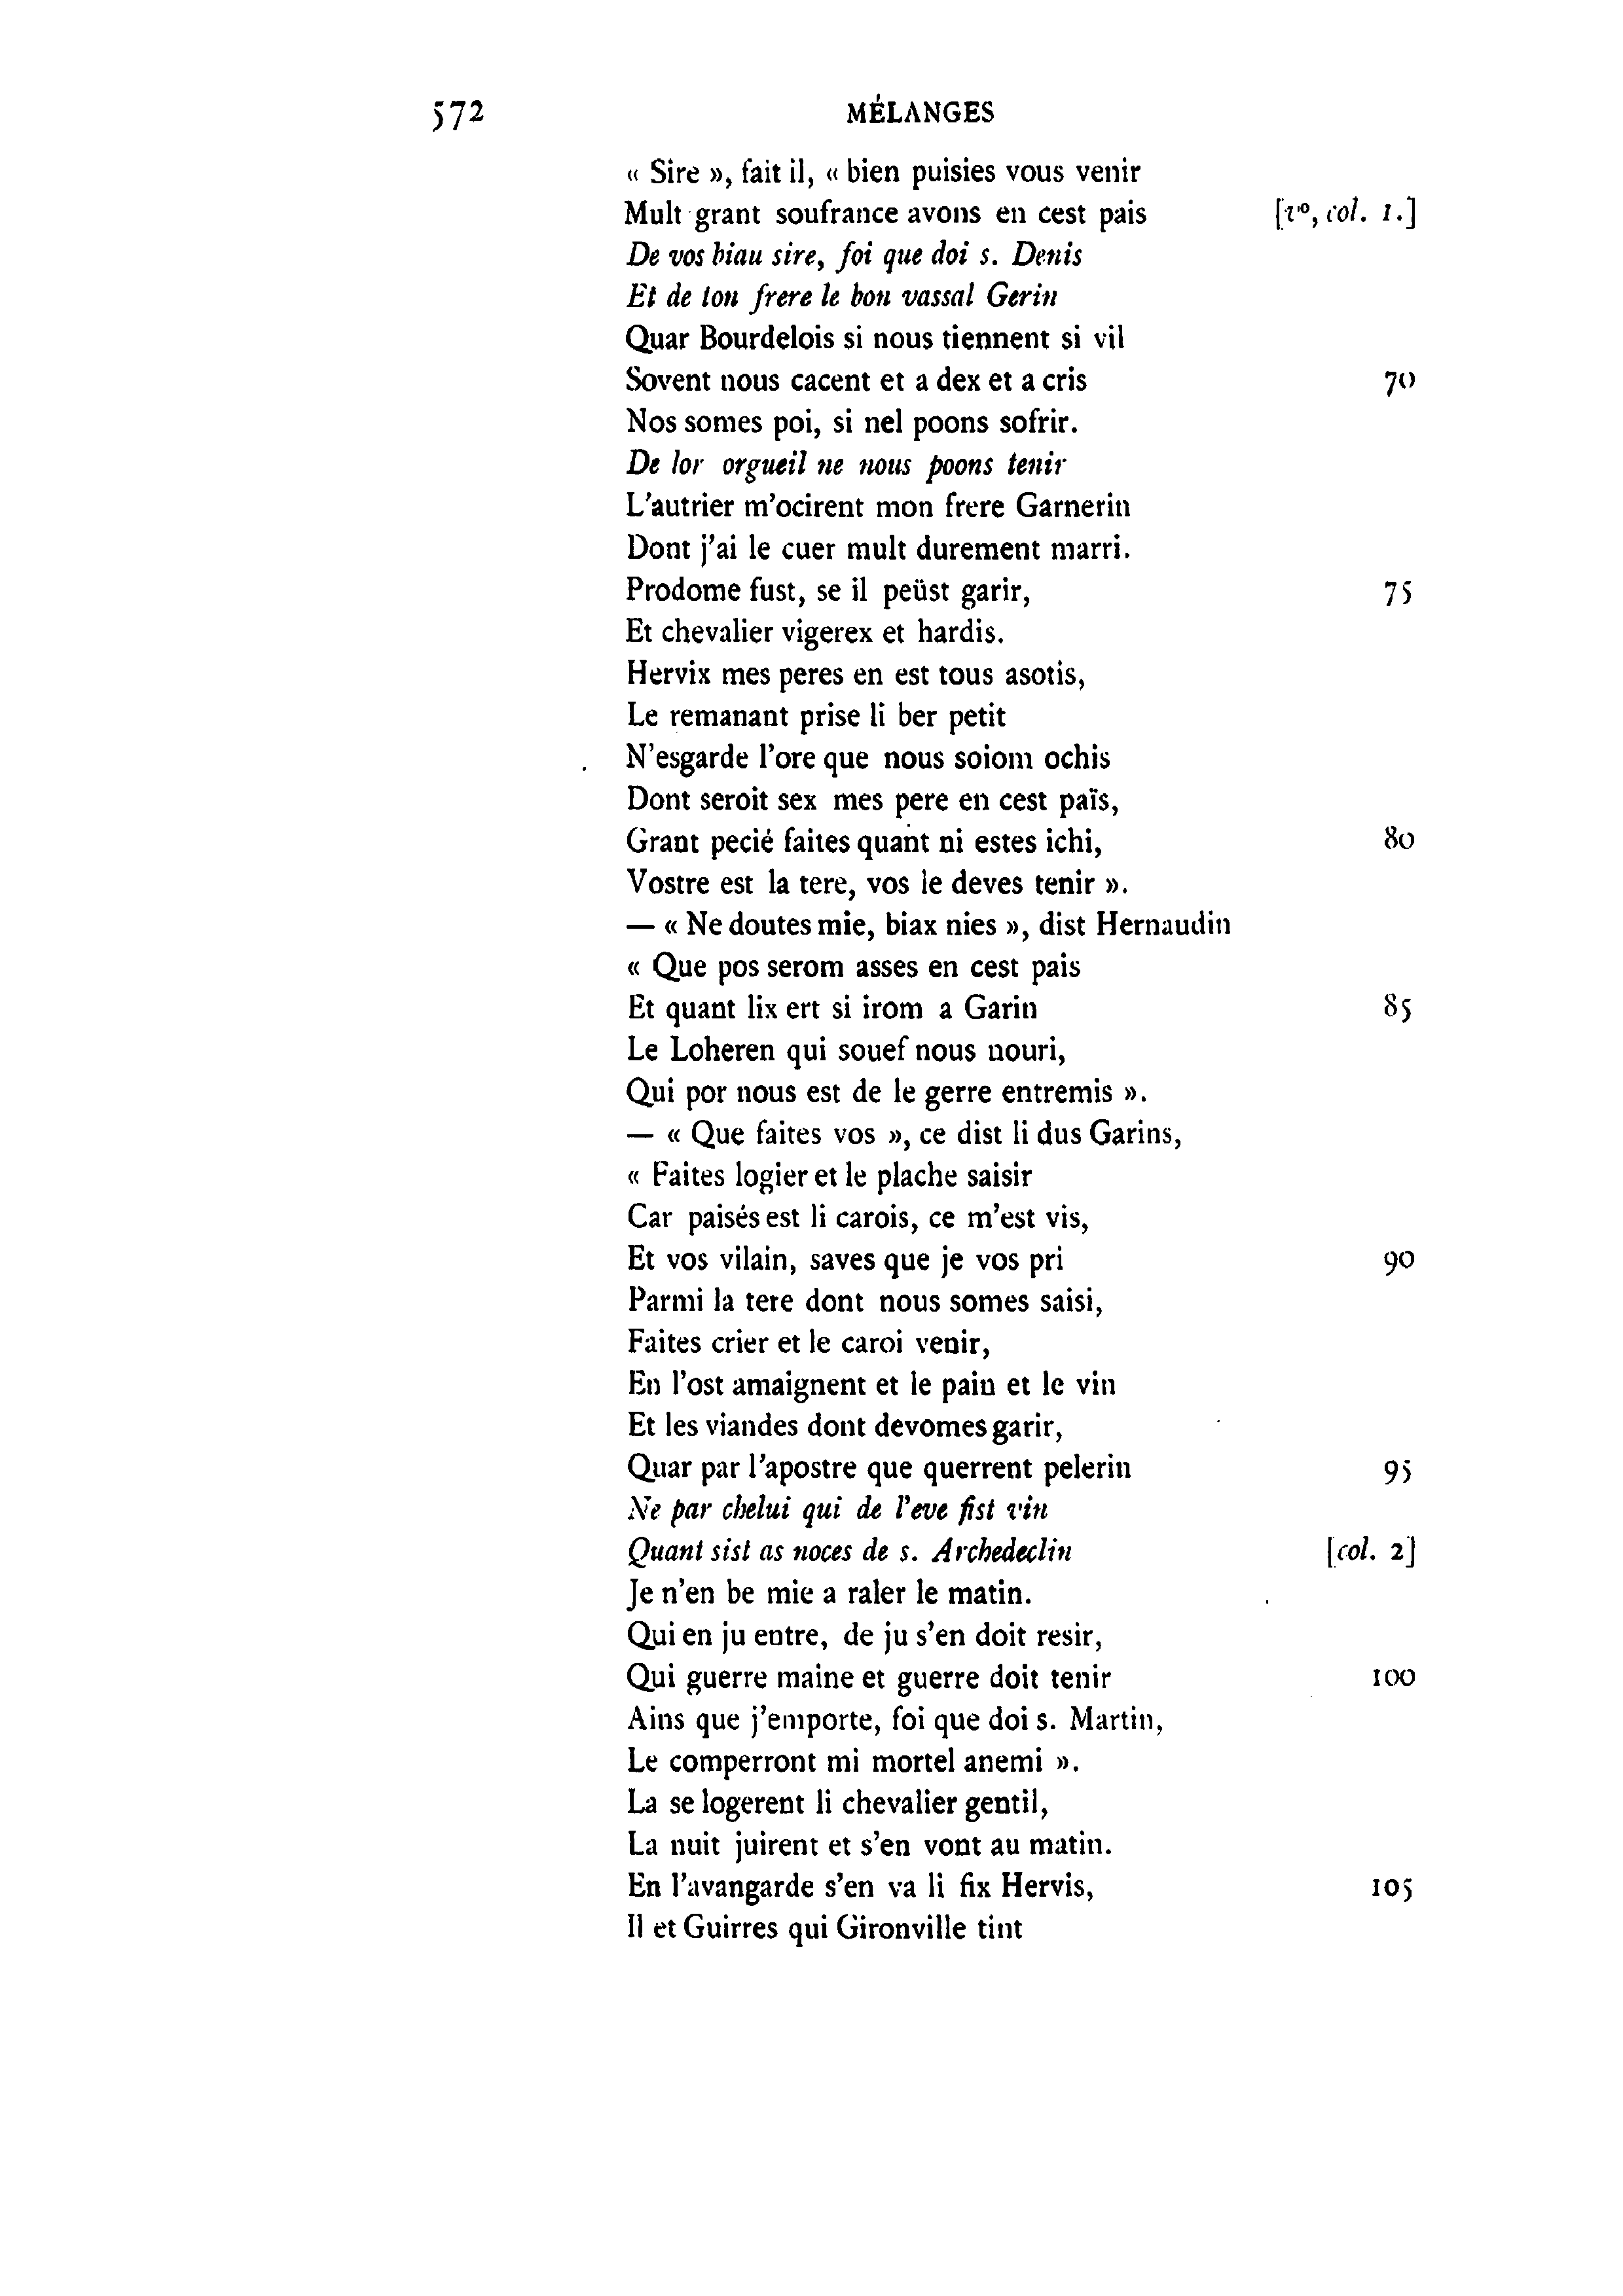 572 MÉLANGES
« Sire », fait il, « bien puisies vous venir
Mult grant soufrance avons en cest pais [vº, col. 1.]
De vos biau sire, foi que doi s. Denis
Et de ton frere le bon vassal Gerin
Quar Bourdelois si nous tiennent si vil
Sovent nous cacent et a dex et a cris 70
Nos somes poi, si nel poons sofrir.
De lor orgueil ne nous poons tenir
L'autrier m'ocirent mon frere Garnerin
Dont j'ai le cuer mult durement marri.
Prodome fust, se il peüst garir, 75
Et chevalier vigerex et hardis.
Hervix mes peres en est tous asotis,
Le remanant prise li ber petit
N'esgarde l'ore que nous soiom ochis
Dont seroit sex mes pere en cest païs,
Grant pecié faites quant ni estes ichi, 80
Vostre est la tere, vos le deves tenir ».
— « Ne doutes mie, biax nies », dist Hernaudin
« Que pos serom asses en cest pais
Et quant lix ert si irom a Garin 85
Le Loheren qui souef nous nouri,
Qui por nous est de le gerre entremis ».
— « Que faites vos », ce dist li dus Garins,
« Faites logier et le plache saisir
Car paisés est li carois, ce m'est vis,
Et vos vilain, saves que je vos pri 90
Parmi la tere dont nous somes saisi,
Faites crier et le caroi venir,
En l'ost amaignent et le pain et le vin
Et les viandes dont devomes garir,
Quar par l'apostre que querrent pelerin 95
Ne par chelui qui de l'eve fist vin
Quant sist as noces de s. Archedeclin [col. 2]
Je n'en be mie a raler le matin.
Qui en ju entre, de ju s'en doit resir,
Qui guerre maine et guerre doit tenir 100
Ains que j'emporte, foi que doi s. Martin,
Le comperront mi mortel anemi ».
La se logerent li chevalier gentil,
La nuit juirent et s'en vont au matin.
En l'avangarde s'en va li fix Hervis, 105
Il et Guirres qui Gironville tint